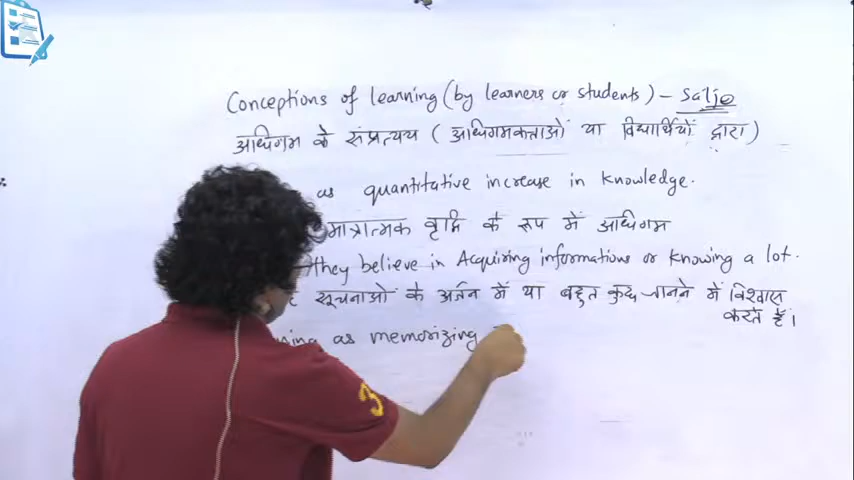 Conceptions of learning (by learners or students) - Saljo
अधिगम के संप्रत्यय ( अधिगमकर्त्ताओं या विद्यार्थियों द्वारा )
as quantitative increase in knowledge.
मात्रात्मक वृद्धि के रूप में अधिगम
they believe in Acquiring informations or knowing a lot.
सूचनाओं के अर्जन में या बहुत कुछ जानने में विश्वास
करते हैं।
as memorizing
3